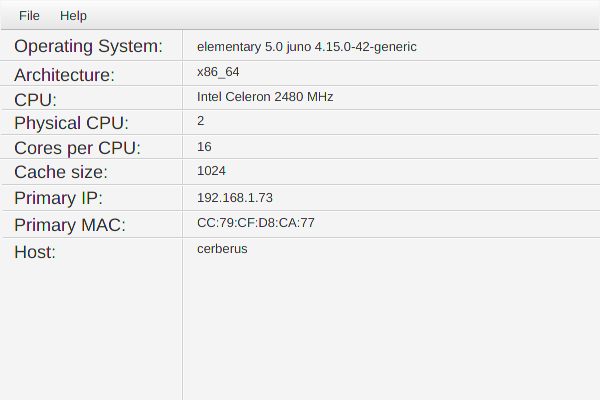 File Help
Operating System: elementary 5.0 juno 4.15.0-42-generic
Architecture: x86_64
CPU: Intel Celeron 2480 MHz
Physical CPU: 2
Cores per CPU: 16
Cache size: 1024
Primary IP: 192.168.1.73
Primary MAC: CC:79:CF:D8:CA:77
Host: cerberus